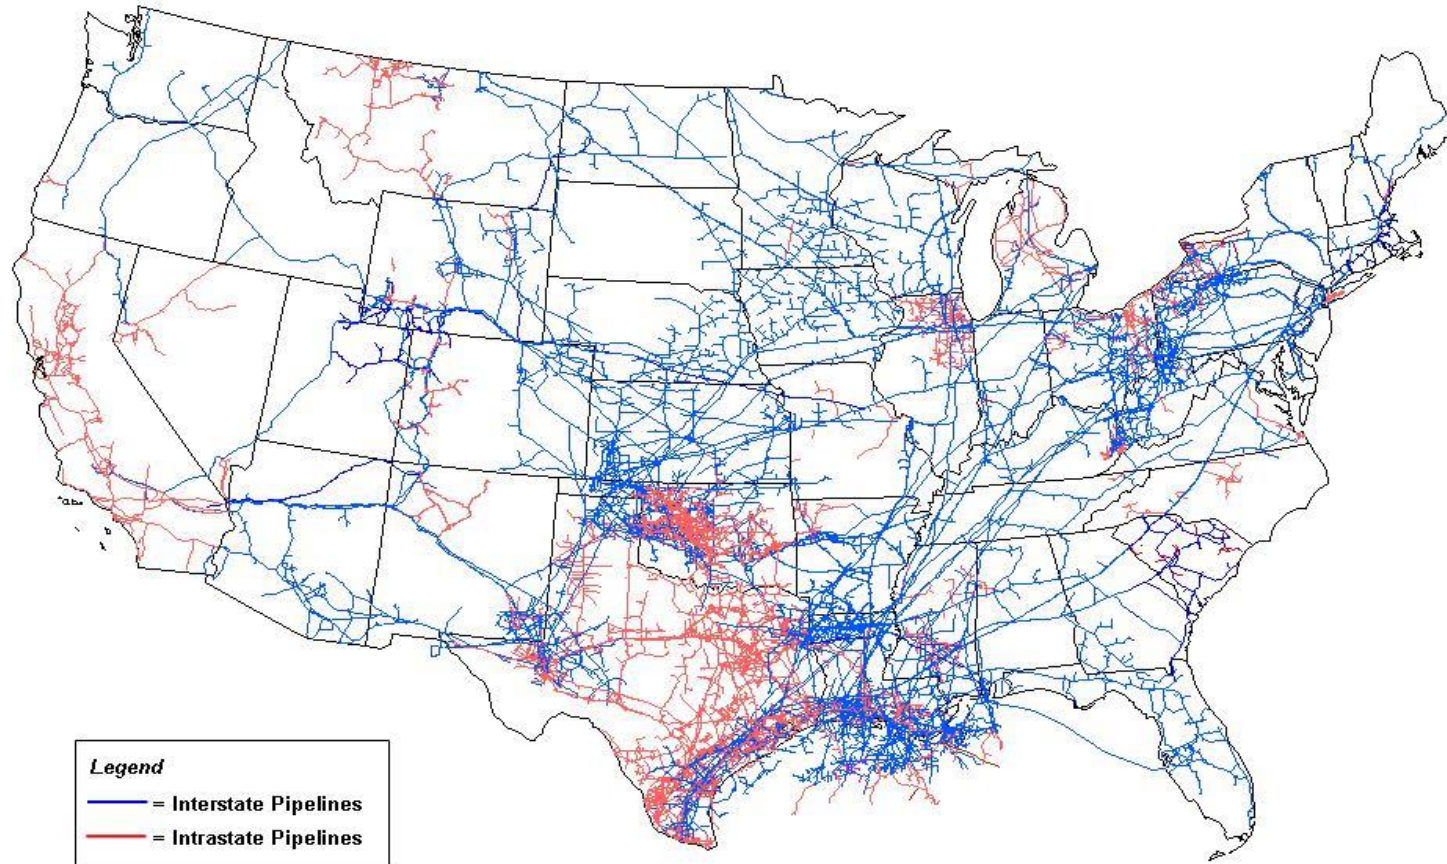 Legend
= Interstate Pipelines
= Intrastate Pipelines